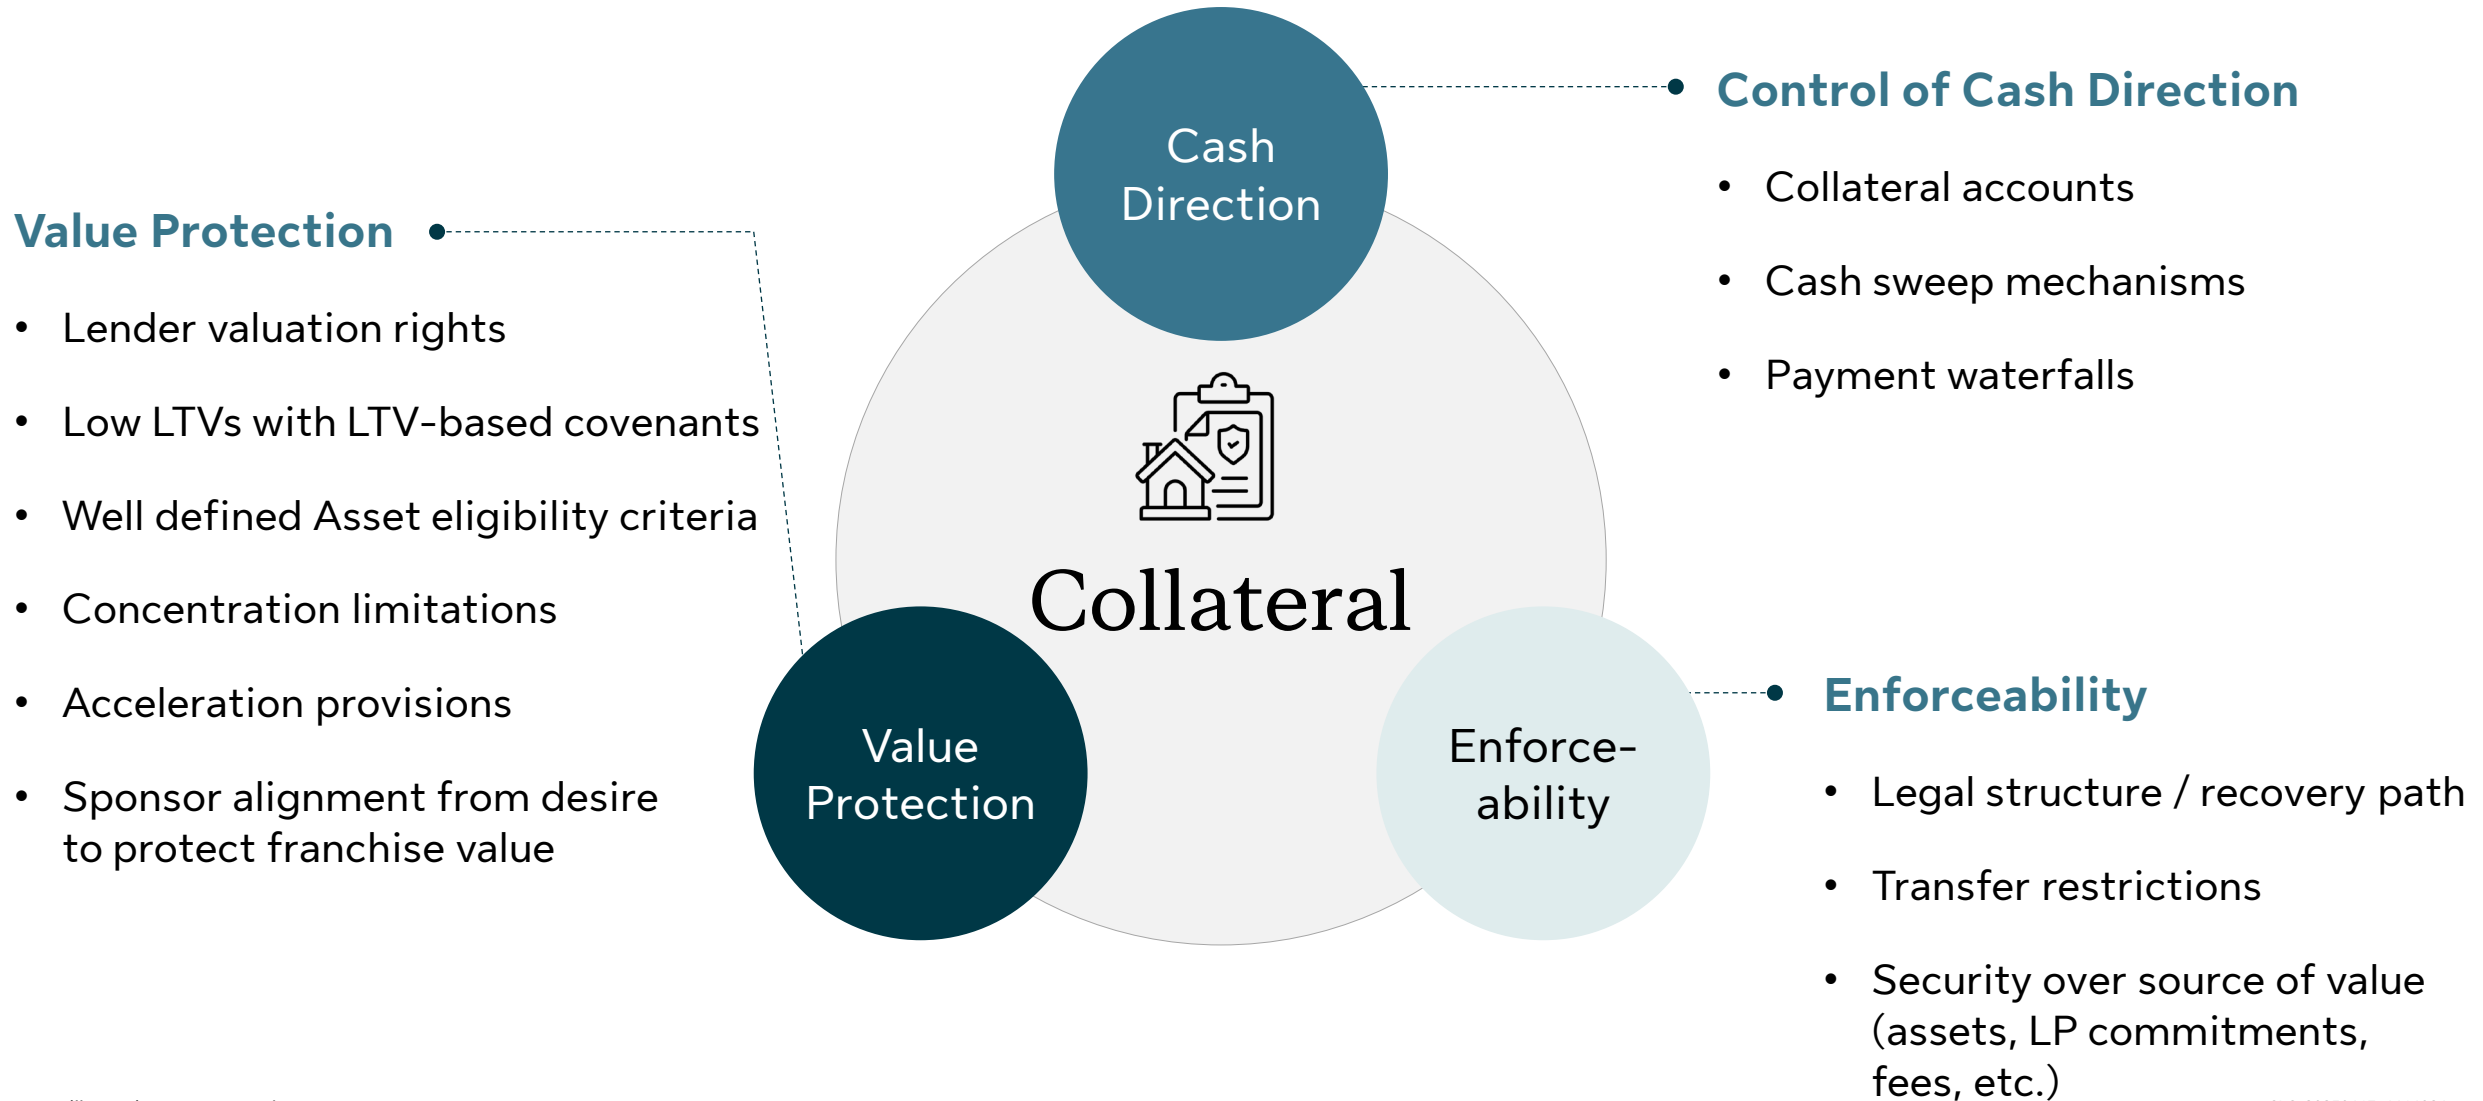 Cash
Direction
Control of Cash Direction
• Collateral accounts
• Cash sweep mechanisms
• Payment waterfalls
Value Protection
• Lender valuation rights
• Low LTVs with LTV-based covenants
• Well defined Asset eligibility criteria
• Concentration limitations
• Acceleration provisions
• Sponsor alignment from desire
to protect franchise value
Collateral
Value
Protection
Enforce-
ability
Enforceability
• Legal structure / recovery path
• Transfer restrictions
• Security over source of value
(assets, LP commitments,
fees, etc.)